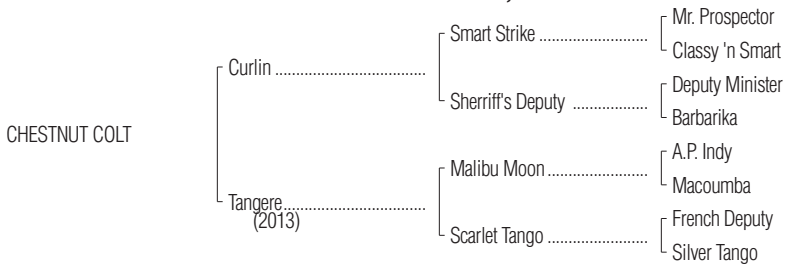 Mr. Prospector
Smart Strike ............................
Classy 'n Smart
Curlin .......................................
Deputy Minister
Sherriff's Deputy ...................
Barbarika
CHESTNUT COLT
A.P. Indy
Malibu Moon ..........................
Macoumba
Tangere.....................................
(2013)
French Deputy
Scarlet Tango ..........................
Silver Tango